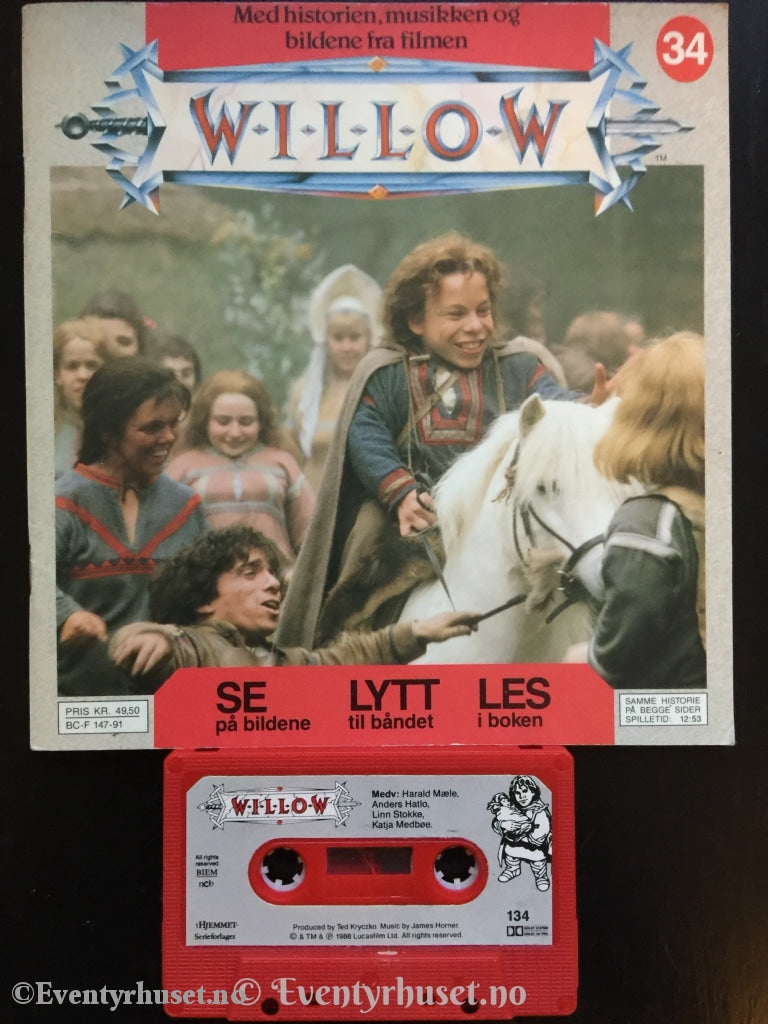 Med historien, musikken og
bildene fra filmen
34
W·I·L·L·O·W
TM
SE
på bildene
LYTT
til båndet
LES
i boken
PRIS KR. 49,50
BC-F 147-91
SAMME HISTORIE
PÅ BEGGE SIDER
SPILLETID: 12:53
W·I·L·L·O·W
Medv: Harald Mæle,
Anders Hatlo,
Linn Stokke,
Katja Medbøe.
All rights
reserved
BIEM
ncb
HJEMMET
Serieforlaget
134
Produced by Ted Kryczko. Music by James Horner.
© & TM & ℗ 1988 Lucasfilm Ltd. All rights reserved.
©Eventyrhuset.no
© Eventyrhuset.no